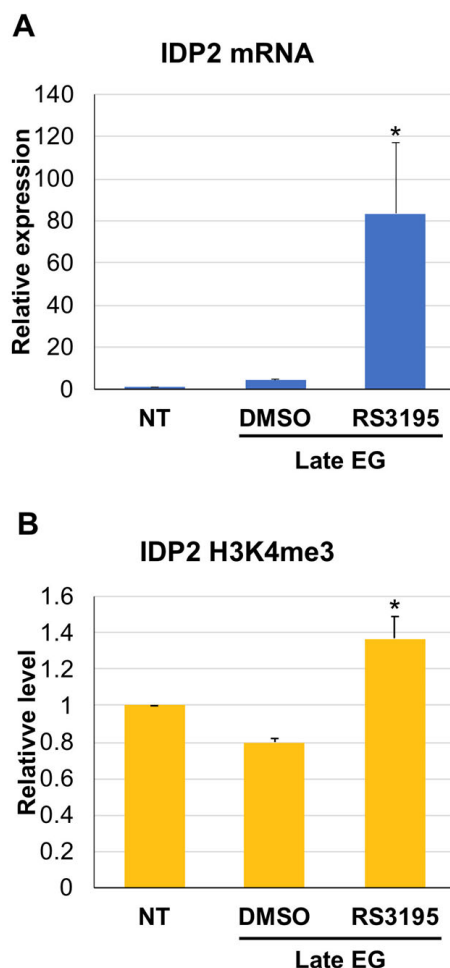 A
IDP2 mRNA
Relative expression
140
120
100
80
60
40
20
0
*
NT
DMSO
RS3195
Late EG
B
IDP2 H3K4me3
Relativve level
1.6
1.4
1.2
1
0.8
0.6
0.4
0.2
0
*
NT
DMSO
RS3195
Late EG